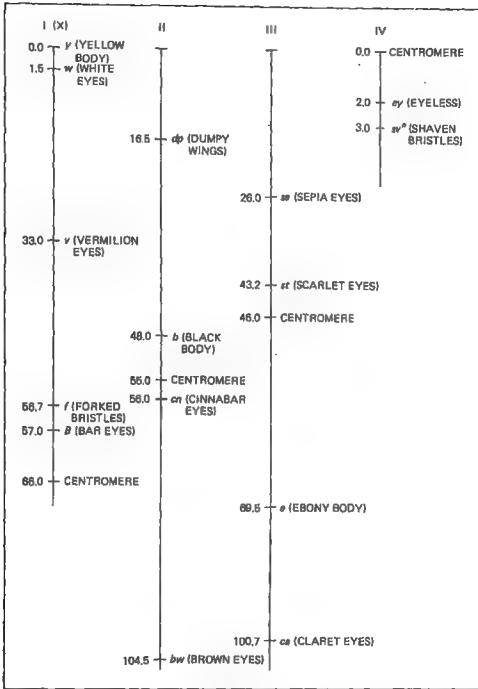 I (X)
0.0 y (YELLOW
BODY)
1.5 w (WHITE
EYES)
33.0 v (VERMILION
EYES)
56.7 f (FORKED
BRISTLES)
57.0 B (BAR EYES)
66.0 CENTROMERE
II
16.5 dp (DUMPY
WINGS)
48.0 b (BLACK
BODY)
55.0 CENTROMERE
56.0 cn (CINNABAR
EYES)
104.5 bw (BROWN EYES)
III
26.0 se (SEPIA EYES)
43.2 st (SCARLET EYES)
46.0 CENTROMERE
69.5 e (EBONY BODY)
100.7 ca (CLARET EYES)
IV
0.0 CENTROMERE
2.0 ey (EYELESS)
3.0 svⁿ (SHAVEN
BRISTLES)